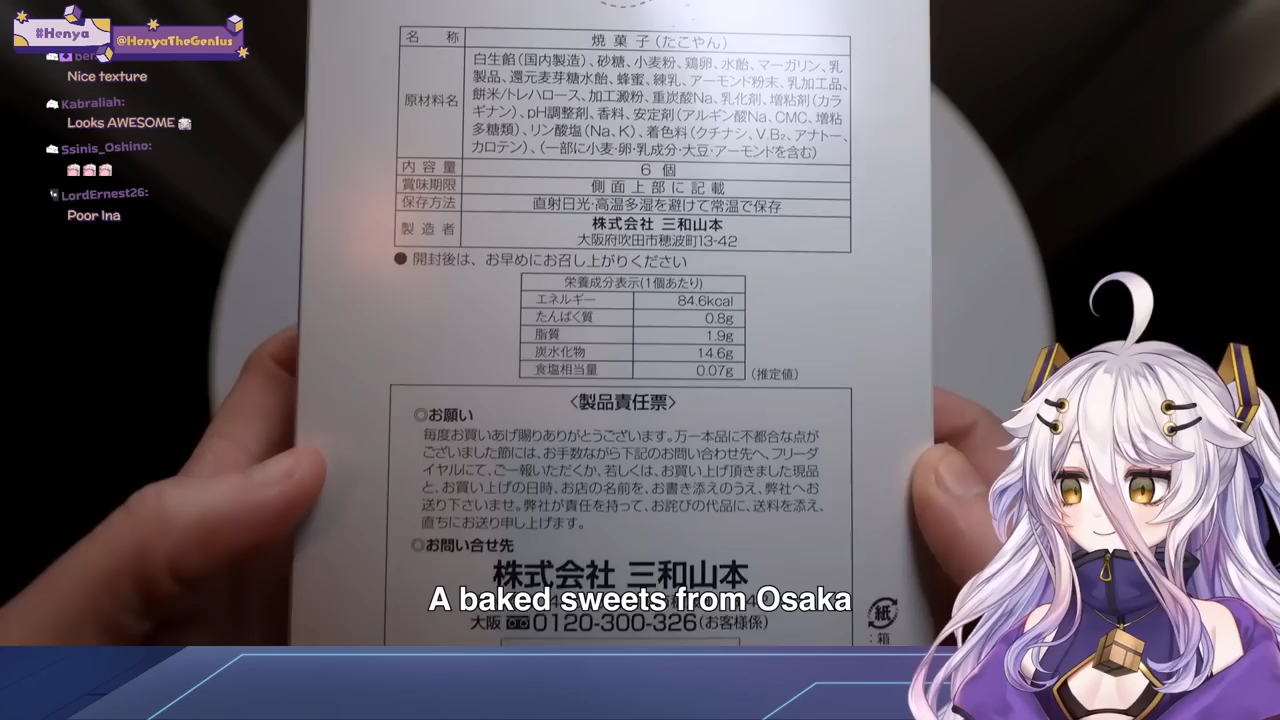 #Henya
@HenyaTheGenius
Nice texture
Kabraliah:
Looks AWESOME
Ssinis_Oshino:
LordErnest26:
Poor Ina
名称 焼菓子(たこやん)
原材料名
白生餡(国内製造)、砂糖、小麦粉、鶏卵、水飴、マーガリン、乳
製品、還元麦芽糖水飴、蜂蜜、練乳、アーモンド粉末、乳加工品、
餅米/トレハロース、加工澱粉、重炭酸Na、乳化剤、増粘剤(カラ
ギナン)、pH調整剤、香料、安定剤(アルギン酸Na、CMC、増粘
多糖類)、リン酸塩(Na、K)、着色料(クチナシ、V.B₂、アナトー、
カロテン)、(一部に小麦・卵・乳成分・大豆・アーモンドを含む)
内容量 6個
賞味期限 側面上部に記載
保存方法 直射日光・高温多湿を避けて常温で保存
製造者 株式会社 三和山本
大阪府吹田市穂波町13-42
●開封後は、お早めにお召し上がりください
栄養成分表示(1個あたり)
エネルギー 84.6kcal
たんぱく質 0.8g
脂質 1.9g
炭水化物 14.6g
食塩相当量 0.07g (推定値)
〈製品責任票〉
◎お願い
毎度お買いあげ賜りありがとうございます。万一本品に不都合な点が
ございました節には、お手数ながら下記のお問い合わせ先へ、フリーダ
イヤルにて、ご一報いただくか、若しくは、お買い上げ頂きました現品
と、お買い上げの日時、お店の名前を、お書き添えのうえ、弊社へお
送り下さいませ。弊社が責任を持って、お詫びの代品に、送料を添え、
直ちにお送り申し上げます。
◎お問い合せ先
株式会社 三和山本
A baked sweets from Osaka
大阪 0120-300-326(お客様係)
紙
:箱